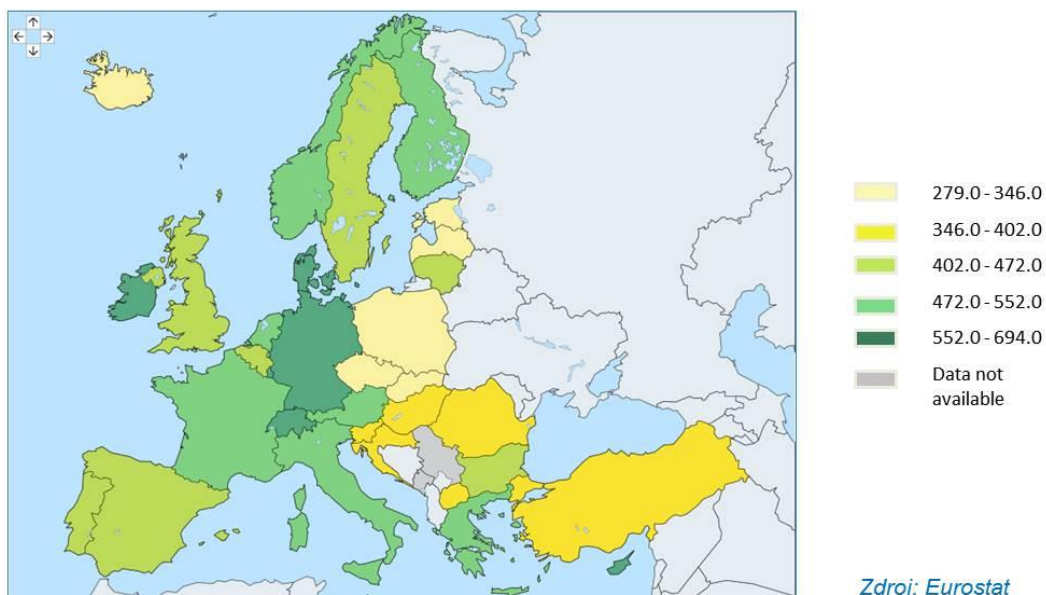 279.0 - 346.0
346.0 - 402.0
402.0 - 472.0
472.0 - 552.0
552.0 - 694.0
Data not
available
Zdroj: Eurostat